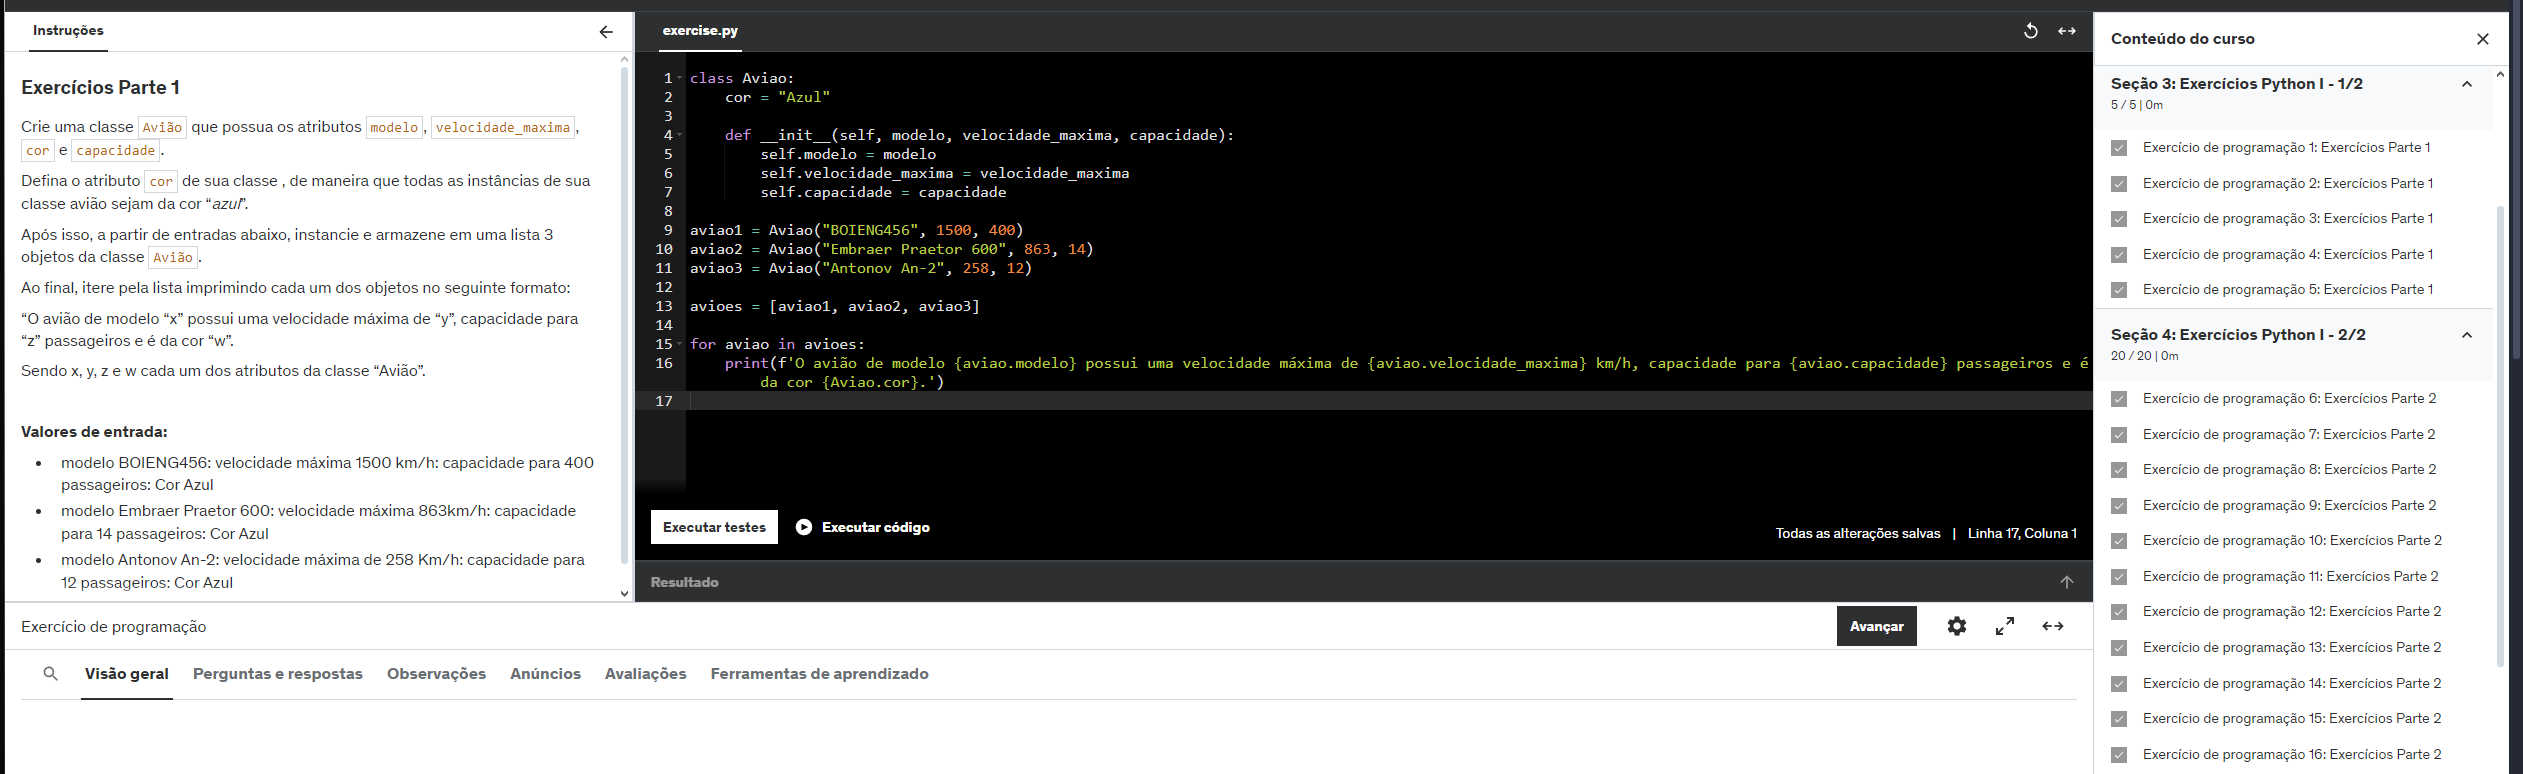 Instruções
Exercícios Parte 1
Crie uma classe Avião que possua os atributos modelo, velocidade_maxima,
cor e capacidade.
Defina o atributo cor de sua classe , de maneira que todas as instâncias de sua
classe avião sejam da cor “azul”.
Após isso, a partir de entradas abaixo, instancie e armazene em uma lista 3
objetos da classe Avião.
Ao final, itere pela lista imprimindo cada um dos objetos no seguinte formato:
“O avião de modelo “x” possui uma velocidade máxima de “y”, capacidade para
“z” passageiros e é da cor “w”.
Sendo x, y, z e w cada um dos atributos da classe “Avião”.
Valores de entrada:
• modelo BOIENG456: velocidade máxima 1500 km/h: capacidade para 400
passageiros: Cor Azul
• modelo Embraer Praetor 600: velocidade máxima 863km/h: capacidade
para 14 passageiros: Cor Azul
• modelo Antonov An-2: velocidade máxima de 258 Km/h: capacidade para
12 passageiros: Cor Azul
exercise.py
1 class Aviao:
2     cor = "Azul"
3
4     def __init__(self, modelo, velocidade_maxima, capacidade):
5         self.modelo = modelo
6         self.velocidade_maxima = velocidade_maxima
7         self.capacidade = capacidade
8
9 aviao1 = Aviao("BOIENG456", 1500, 400)
10 aviao2 = Aviao("Embraer Praetor 600", 863, 14)
11 aviao3 = Aviao("Antonov An-2", 258, 12)
12
13 avioes = [aviao1, aviao2, aviao3]
14
15 for aviao in avioes:
16     print(f'O avião de modelo {aviao.modelo} possui uma velocidade máxima de {aviao.velocidade_maxima} km/h, capacidade para {aviao.capacidade} passageiros e é
da cor {Aviao.cor}.')
17
Executar testes
Executar código
Todas as alterações salvas | Linha 17, Coluna 1
Resultado
Exercício de programação
Avançar
Visão geral
Perguntas e respostas
Observações
Anúncios
Avaliações
Ferramentas de aprendizado
Conteúdo do curso
Seção 3: Exercícios Python I - 1/2
5 / 5 | 0m
Exercício de programação 1: Exercícios Parte 1
Exercício de programação 2: Exercícios Parte 1
Exercício de programação 3: Exercícios Parte 1
Exercício de programação 4: Exercícios Parte 1
Exercício de programação 5: Exercícios Parte 1
Seção 4: Exercícios Python I - 2/2
20 / 20 | 0m
Exercício de programação 6: Exercícios Parte 2
Exercício de programação 7: Exercícios Parte 2
Exercício de programação 8: Exercícios Parte 2
Exercício de programação 9: Exercícios Parte 2
Exercício de programação 10: Exercícios Parte 2
Exercício de programação 11: Exercícios Parte 2
Exercício de programação 12: Exercícios Parte 2
Exercício de programação 13: Exercícios Parte 2
Exercício de programação 14: Exercícios Parte 2
Exercício de programação 15: Exercícios Parte 2
Exercício de programação 16: Exercícios Parte 2